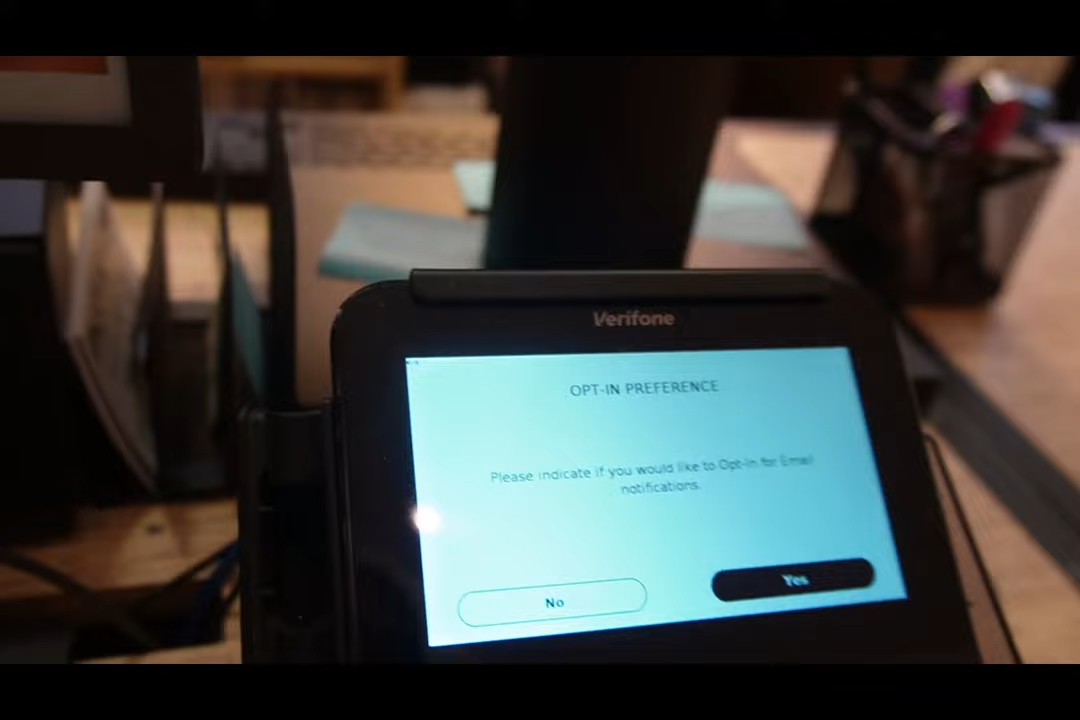 Verifone
OPT-IN PREFERENCE
Please indicate if you would like to Opt-In for Email
notifications.
No
Yes